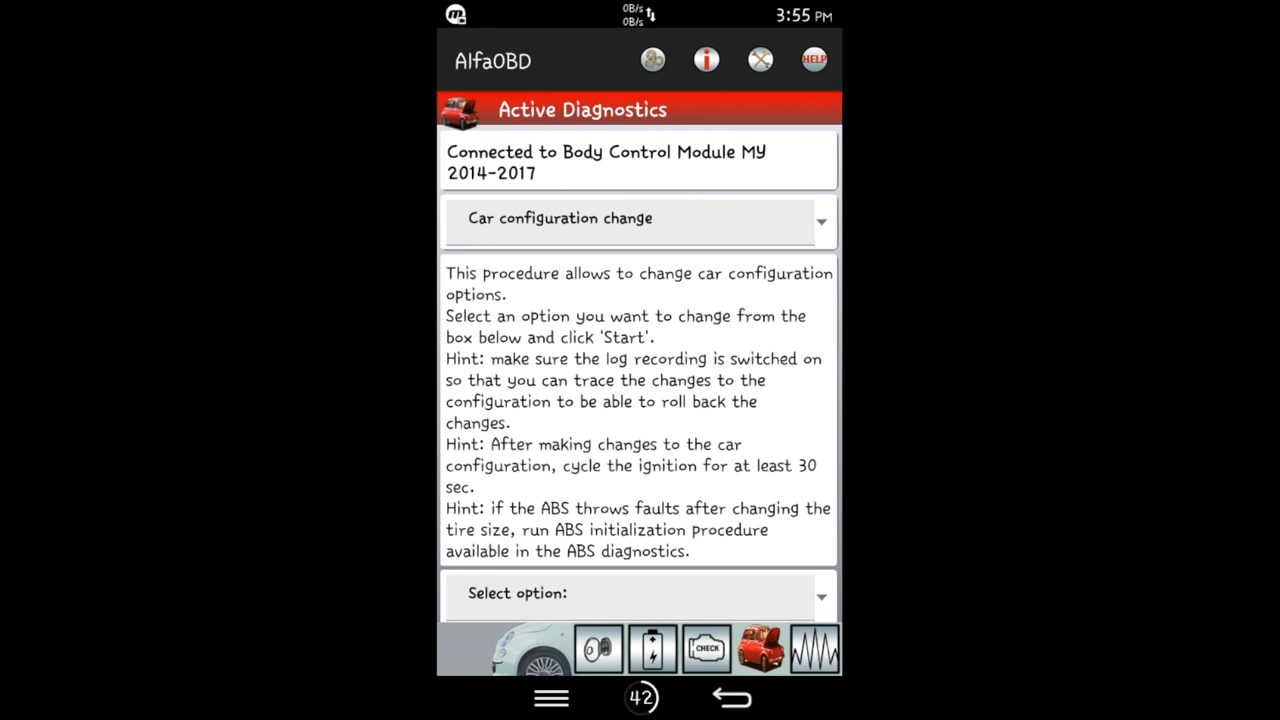 0B/s
0B/s
3:55 PM
AlfaOBD
HELP
Active Diagnostics
Connected to Body Control Module MY
2014-2017
Car configuration change
This procedure allows to change car configuration
options.
Select an option you want to change from the
box below and click 'Start'.
Hint: make sure the log recording is switched on
so that you can trace the changes to the
configuration to be able to roll back the
changes.
Hint: After making changes to the car
configuration, cycle the ignition for at least 30
sec.
Hint: if the ABS throws faults after changing the
tire size, run ABS initialization procedure
available in the ABS diagnostics.
Select option:
CHECK
42